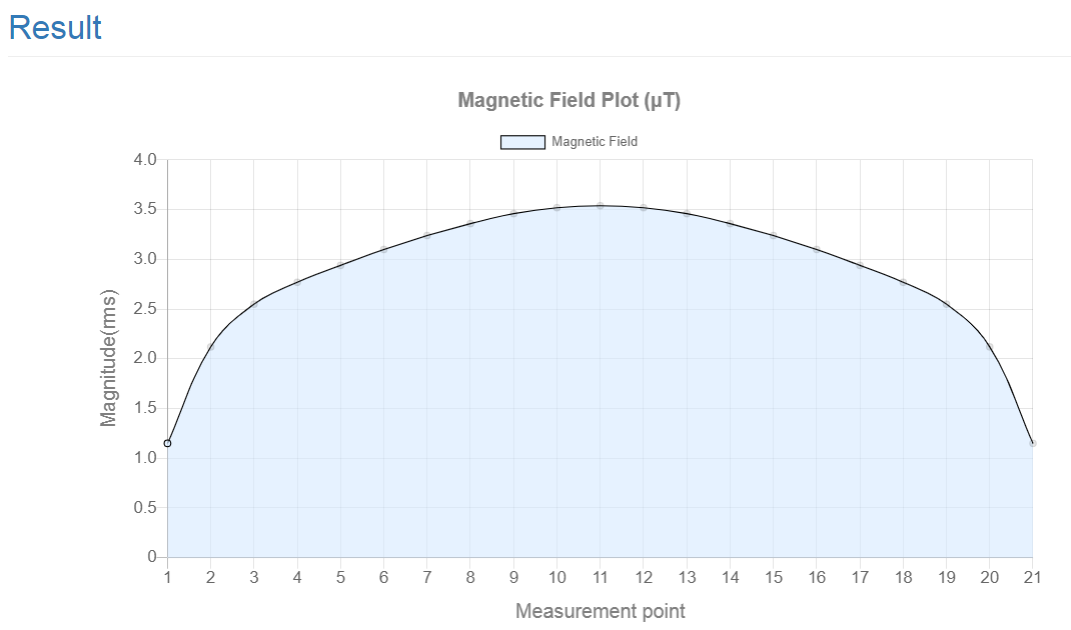 Result
Magnetic Field Plot (µT)
Magnetic Field
4.0
3.5
3.0
2.5
2.0
1.5
1.0
0.5
0
Magnitude(rms)
1 2 3 4 5 6 7 8 9 10 11 12 13 14 15 16 17 18 19 20 21
Measurement point